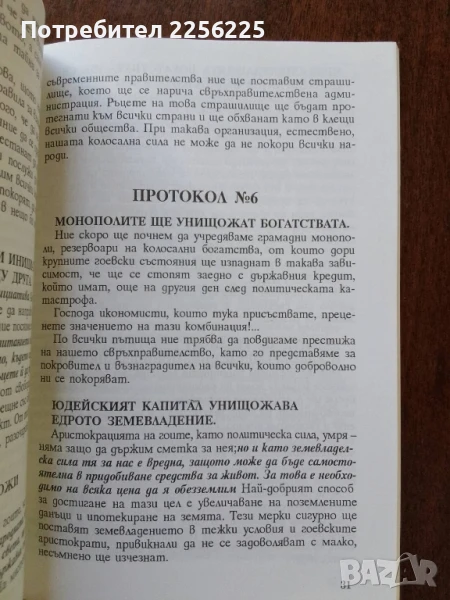 Потребител 2256225
съвременните правителства ние ще поставим страши-
лище, което ще се нарича свръхправителствена адми-
нистрация. Ръцете на това страшилище ще бъдат про-
тегнати към всички страни и ще обхванат като в клещи
всички общества. При такава организация, естествено,
нашата колосална сила не може да не покори всички на-
роди.
ПРОТОКОЛ №6
МОНОПОЛИТЕ ЩЕ УНИЩОЖАТ БОГАТСТВАТА.
Ние скоро ще почнем да учредяваме грамадни монопо-
ли, резервоари на колосални богатства, от които дори
крупните гоевски състояния ще изпаднат в такава зави-
симост, че ще се стопят заедно с държавния кредит,
който имат, още на другия ден след политическата ка-
тастрофа.
Господа икономисти, които тука присъствате, преце-
нете значението на тази комбинация!...
По всички пътища ние трябва да повдигаме престижа
на нашето свръхправителство, като го представяме за
покровител и възнаградител на всички, които доброволно
ни се покоряват.
ЮДЕЙСКИЯТ КАПИТАЛ УНИЩОЖАВА
ЕДРОТО ЗЕМЕВЛАДЕНИЕ.
Аристокрацията на гоите, като политическа сила, умря –
няма защо да държим сметка за нея;но и като земевладел-
ска сила тя за нас е вредна, защото може да бъде самосто-
ятелна в придобиване средства за живот. За това е необхо-
димо на всяка цена да я обезземлим Най-добрият способ
за достигане на тази цел е увеличаване на поземлените
данъци и ипотекиране на земята. Тези мерки сигурно ще
поставят земевладението в тежки условия и гоевските
аристократи, привикнали да не се задоволяват с малко,
несъмнено ще изчезнат.
31
BAZAR